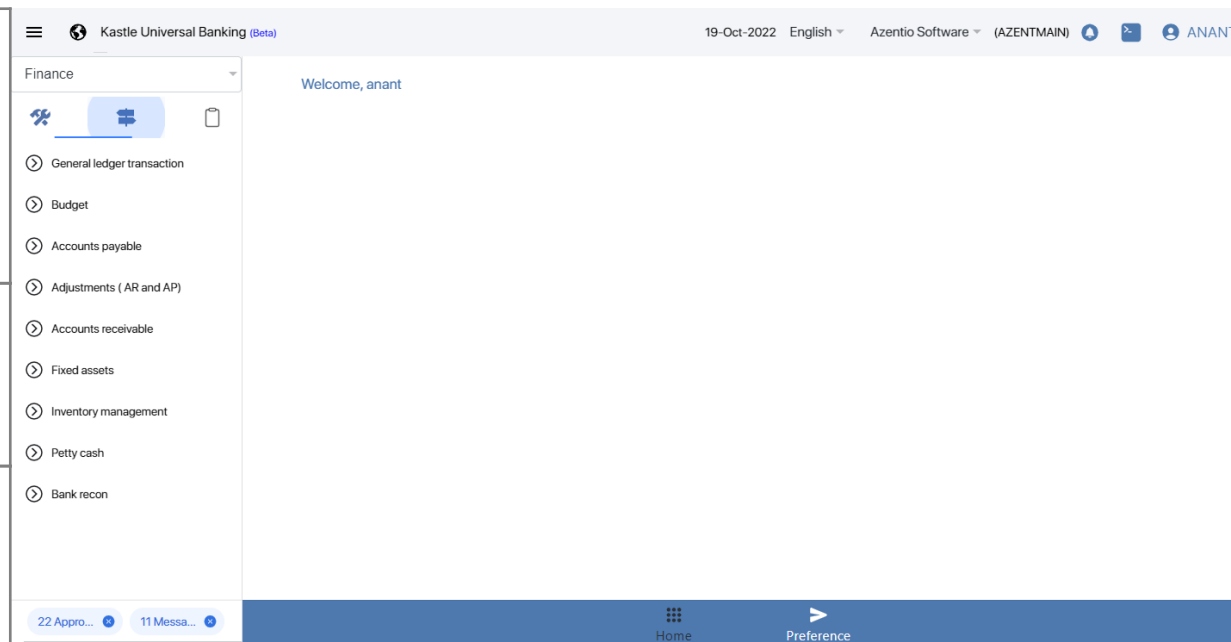 Kastle Universal Banking (Beta)
19-Oct-2022 English Azentio Software (AZENTMAIN) ANANT
Finance
Welcome, anant
General ledger transaction
Budget
Accounts payable
Adjustments ( AR and AP)
Accounts receivable
Fixed assets
Inventory management
Petty cash
Bank recon
22 Appro... 11 Messa...
Home
Preference